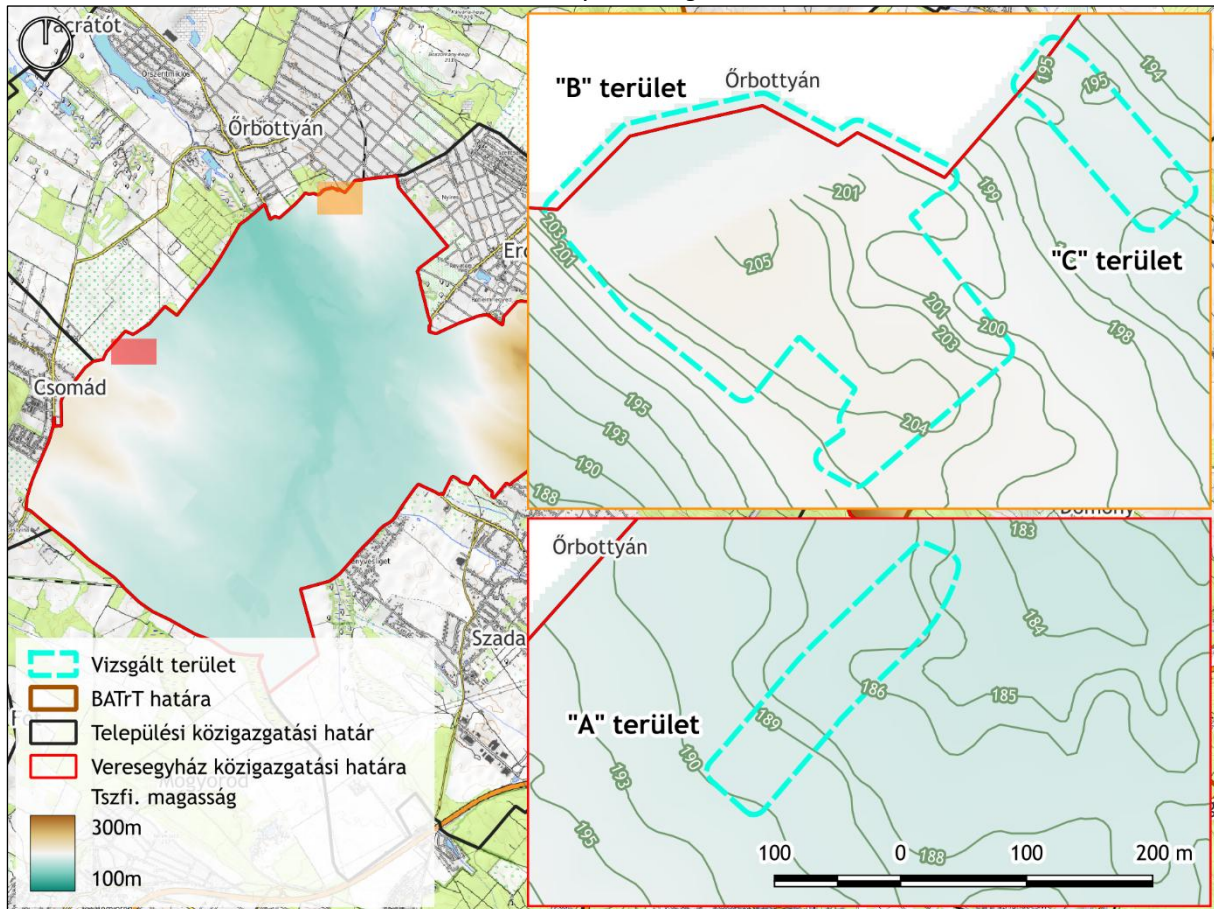 Őrszentmiklós
Őrbottyán
Csomád
Szada
Vizsgált terület
BATrT határa
Települési közigazgatási határ
Veresegyház közigazgatási határa
Tszfi. magasság
300m
100m
Mogyoród
"B" terület
Őrbottyán
"C" terület
195
195
194
203
201
201
199
205
201
200
203
198
204
195
193
190
188
Őrbottyán
"A" terület
183
184
185
186
189
190
193
195
188
100
0
100
200 m